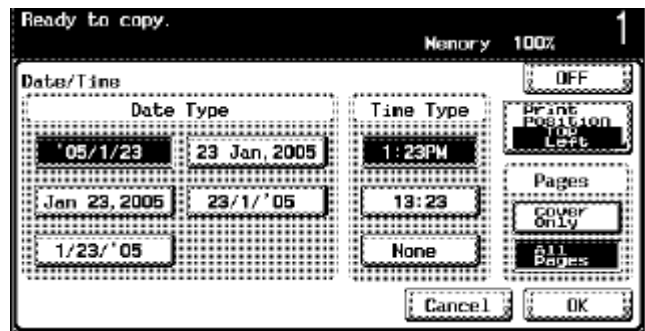 Ready to copy.
Memory 100% 1
Date/Time
OFF
Date Type
Time Type
Print
Position
Top
Left
'05/1/23
23 Jan,2005
1:23PM
Jan 23,2005
23/1/'05
13:23
Pages
Cover
Only
1/23/'05
None
All
Pages
Cancel
OK